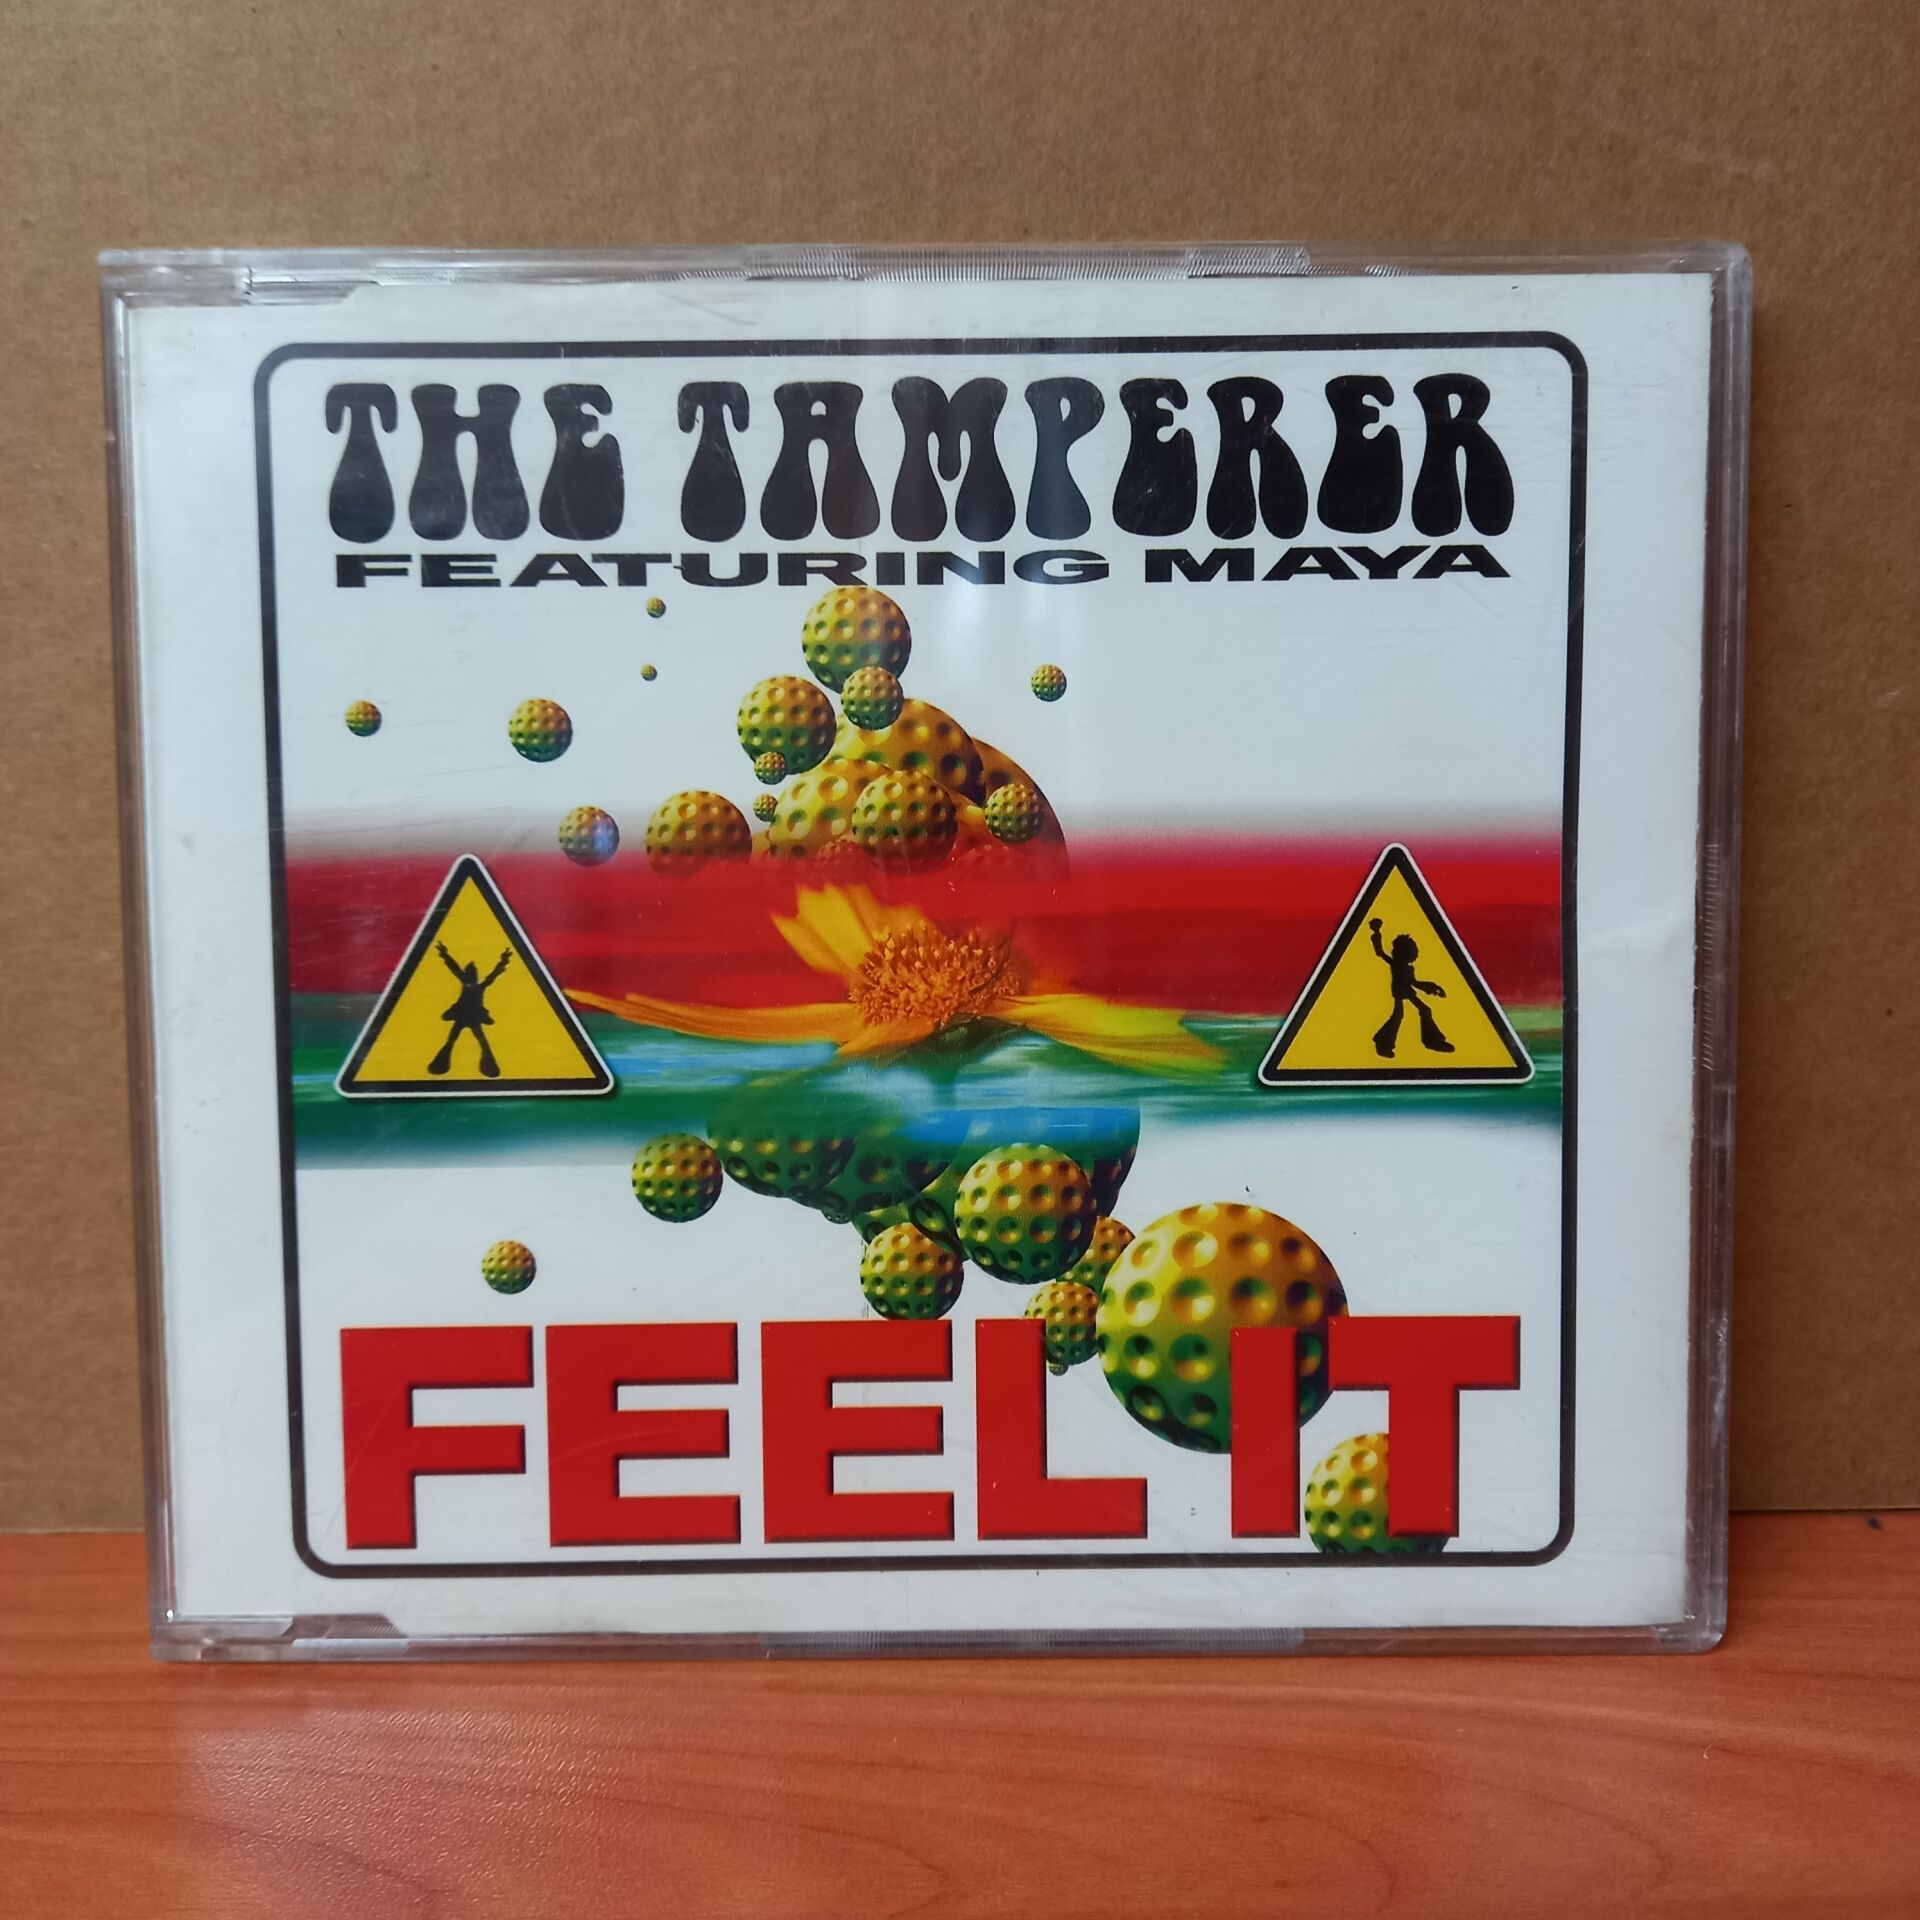 THE TAMPERER
FEATURING MAYA
FEEL IT